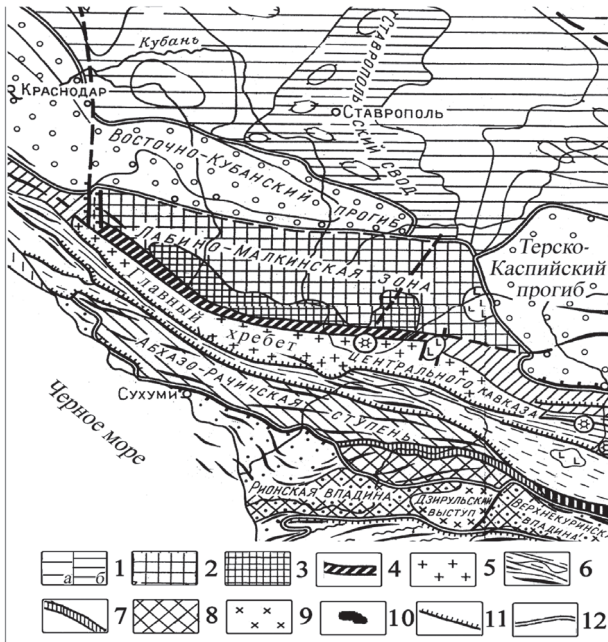 Кубань
КРАСНОДАР
СТАВРОПОЛЬ
СТАВРОПОЛЬСКИЙ СВОД
ВОСТОЧНО-КУБАНСКИЙ ПРОГИБ
ЛАБИНО-МАЛКИНСКАЯ ЗОНА
Терско-
Каспийский
прогиб
ГЛАВНЫЙ хребет ЦЕНТРАЛЬНОГО КАВКАЗА
АБХАЗО-РАЧИНСКАЯ СТУПЕНЬ
СУХУМИ
Черное море
РИОНСКАЯ ВПАДИНА
ДЗИРУЛЬСКИЙ
ВЫСТУП
ВЕРХНЕКУРИНСКАЯ
ВПАДИНА
а б 1 2 3 4 5 6
7 8 9 10 11 12